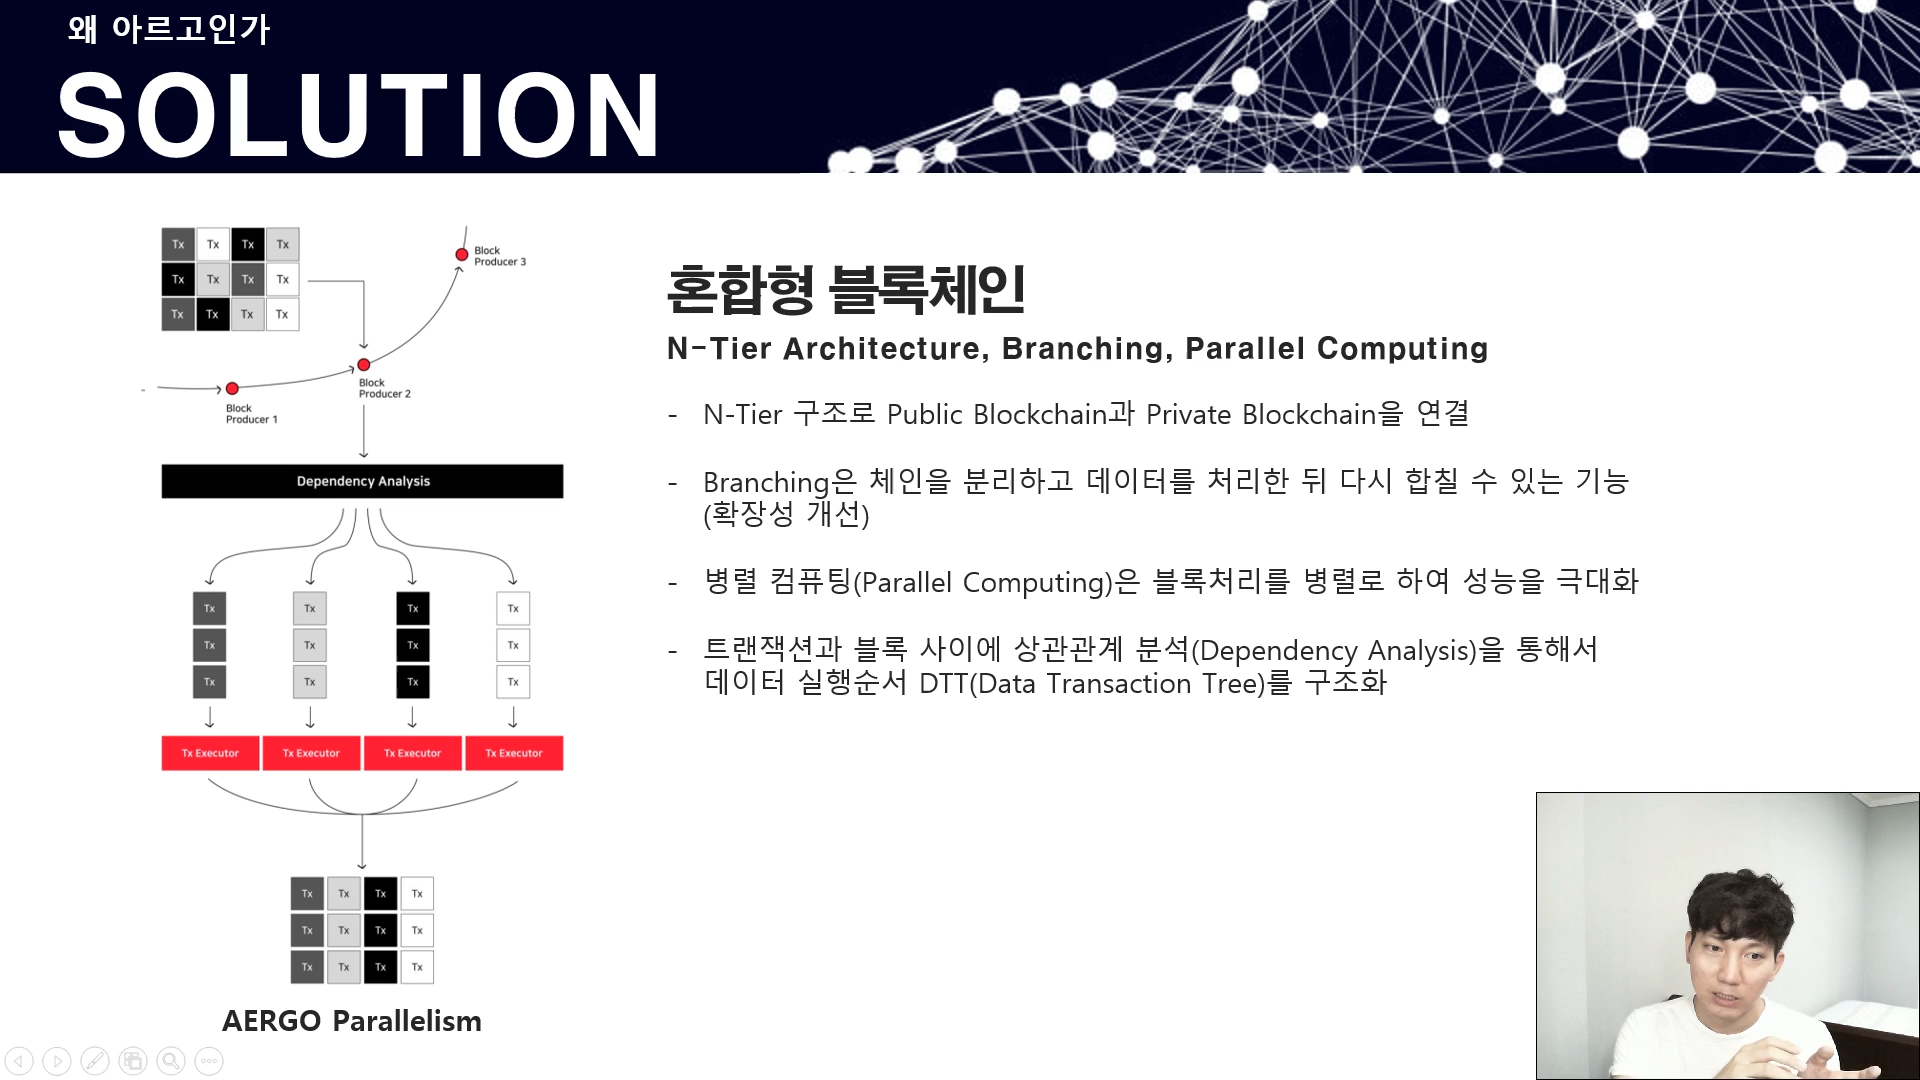 왜 아르고인가
SOLUTION
Tx Tx Tx Tx
Tx Tx Tx Tx
Tx Tx Tx Tx
Block
Producer 3
Block
Producer 2
Block
Producer 1
Dependency Analysis
Tx Tx Tx Tx
Tx Tx Tx Tx
Tx Tx Tx Tx
Tx Executor Tx Executor Tx Executor Tx Executor
Tx Tx Tx Tx
Tx Tx Tx Tx
Tx Tx Tx Tx
AERGO Parallelism
혼합형 블록체인
N-Tier Architecture, Branching, Parallel Computing
- N-Tier 구조로 Public Blockchain과 Private Blockchain을 연결
- Branching은 체인을 분리하고 데이터를 처리한 뒤 다시 합칠 수 있는 기능
(확장성 개선)
- 병렬 컴퓨팅(Parallel Computing)은 블록처리를 병렬로 하여 성능을 극대화
- 트랜잭션과 블록 사이에 상관관계 분석(Dependency Analysis)을 통해서
데이터 실행순서 DTT(Data Transaction Tree)를 구조화